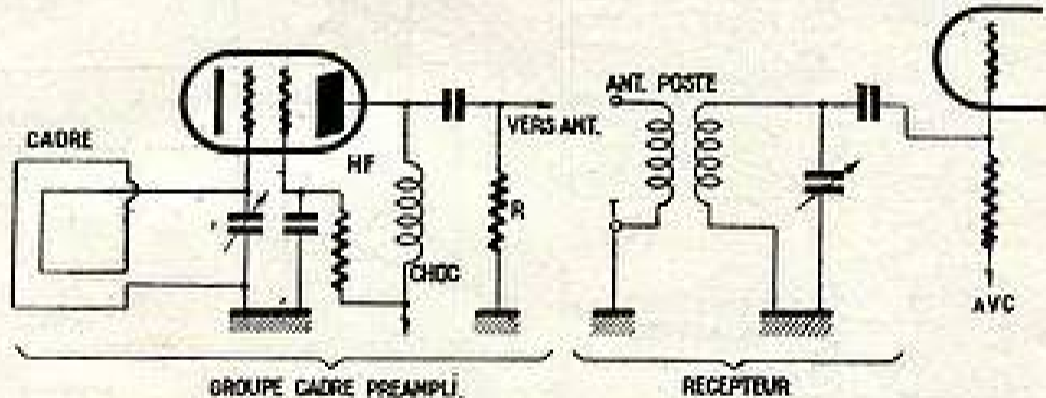 ANT. POSTE
CADRE
VERS ANT.
HF
R
T
CHOC
AVC
GROUPE CADRE PREAMPLI.
RECEPTEUR